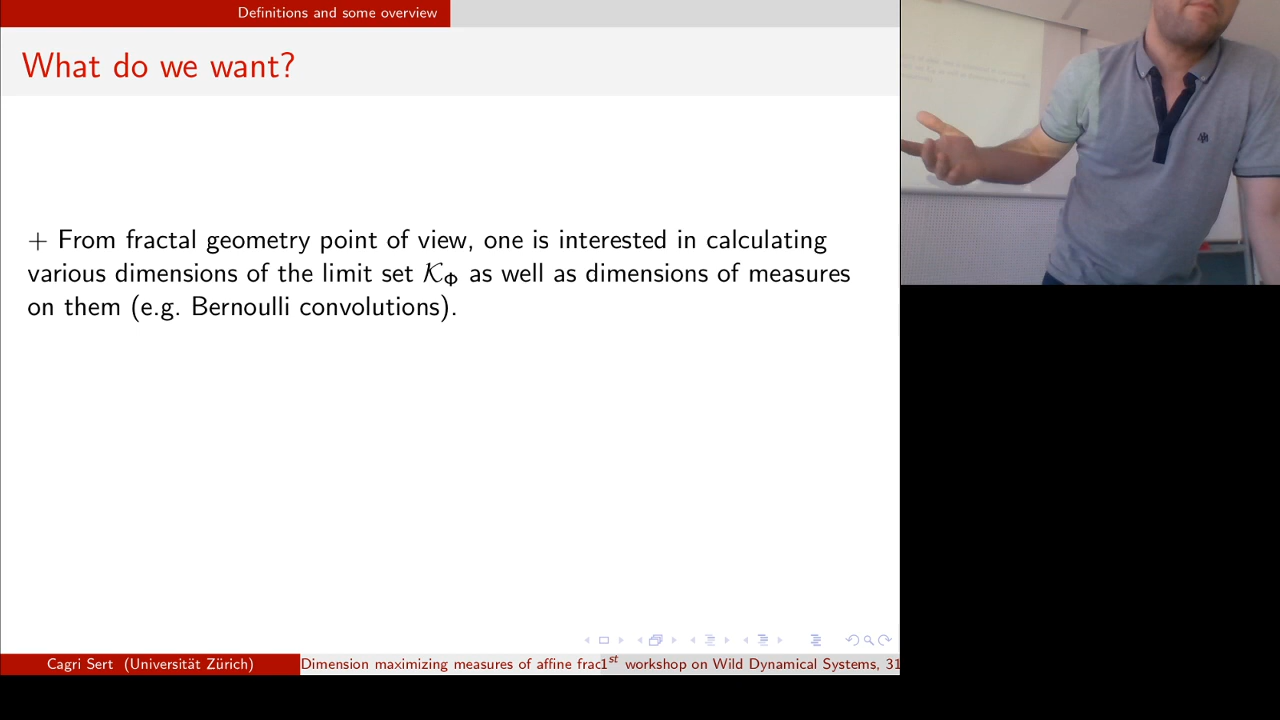 Definitions and some overview
What do we want?
+ From fractal geometry point of view, one is interested in calculating
various dimensions of the limit set 𝒦_Φ as well as dimensions of measures
on them (e.g. Bernoulli convolutions).
Cagri Sert (Universität Zürich)
Dimension maximizing measures of affine frac
1st workshop on Wild Dynamical Systems, 31